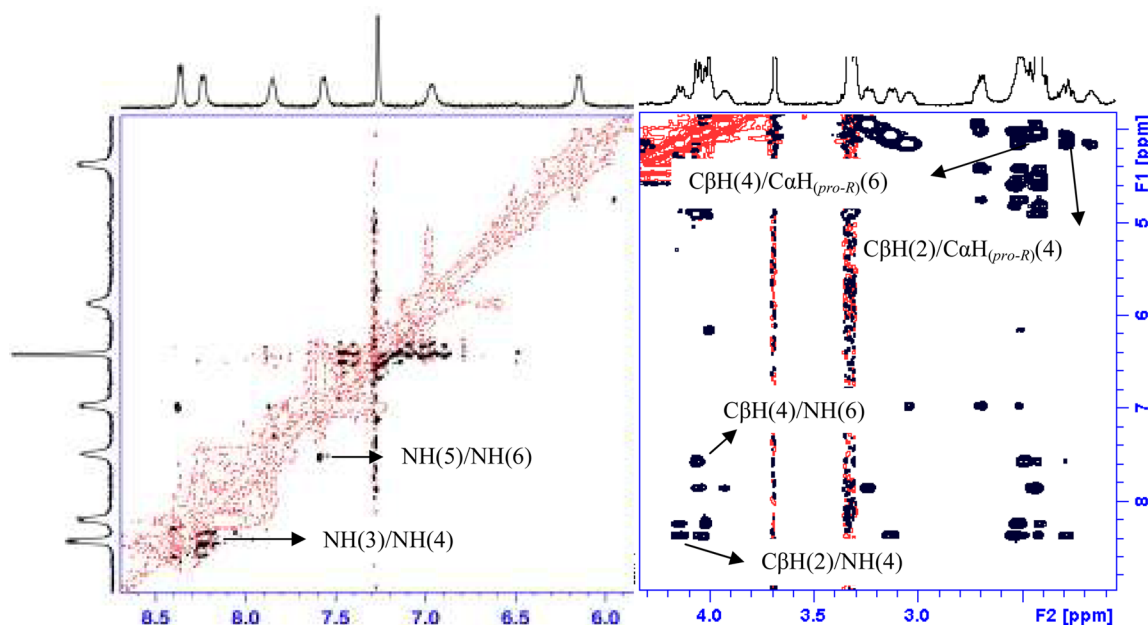 CβH(4)/CαH(pro-R)(6)
CβH(2)/CαH(pro-R)(4)
CβH(4)/NH(6)
CβH(2)/NH(4)
NH(5)/NH(6)
NH(3)/NH(4)
F1 [ppm]
5
6
7
8
8.5 8.0 7.5 7.0 6.5 6.0
4.0 3.5 3.0 F2 [ppm]